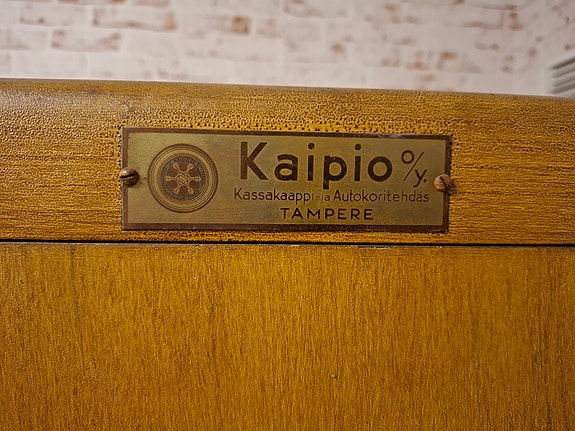 Kaipio O/y.
Kassakaappi- ja Autokoritehdas
TAMPERE